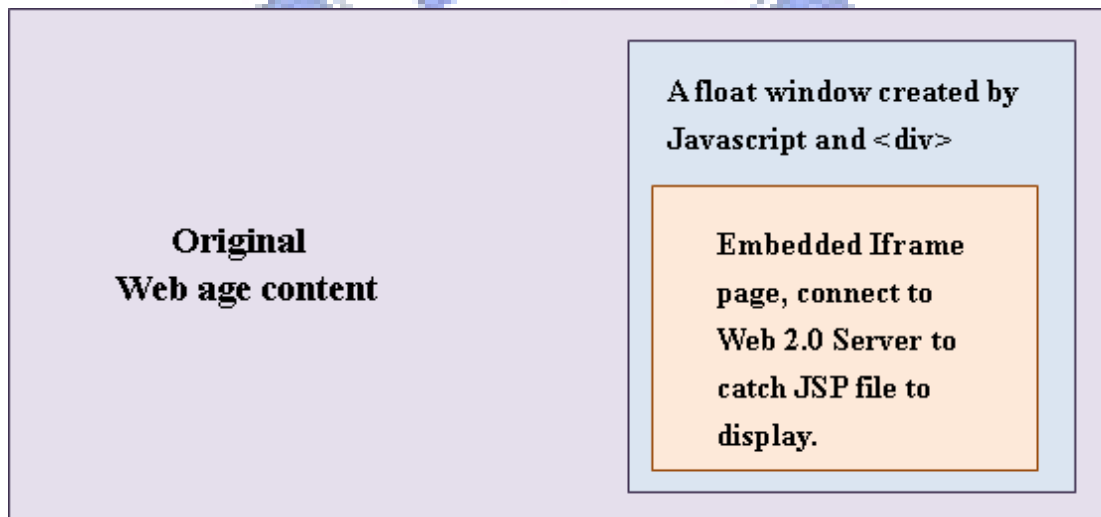 Original
Web age content
A float window created by
Javascript and <div>
Embedded Iframe
page, connect to
Web 2.0 Server to
catch JSP file to
display.